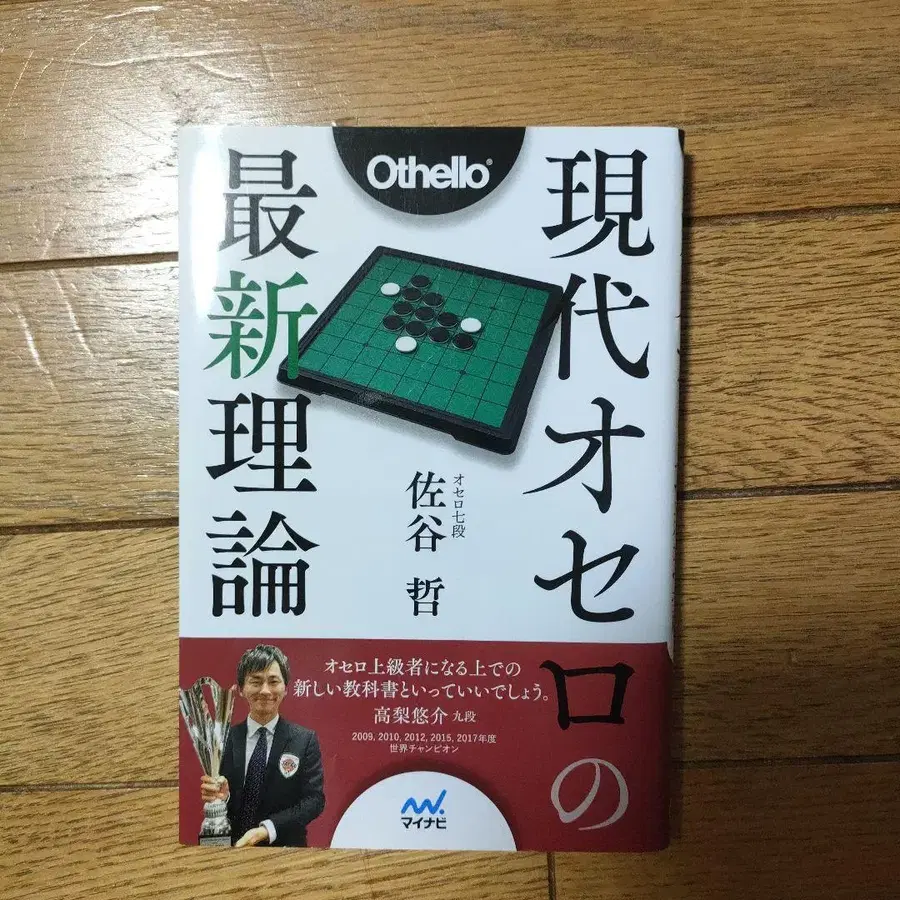 Othello®
現代オセロの
最新理論
オセロ七段
佐谷 哲
オセロ上級者になる上での
新しい教科書といっていいでしょう。
高梨悠介 九段
2009, 2010, 2012, 2015, 2017年度
世界チャンピオン
マイナビ